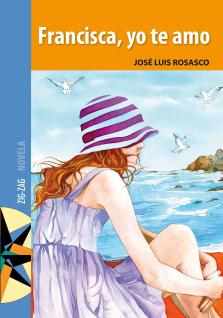 Francisca, yo te amo
JOSÉ LUIS ROSASCO
ZIG-ZAG NOVELA